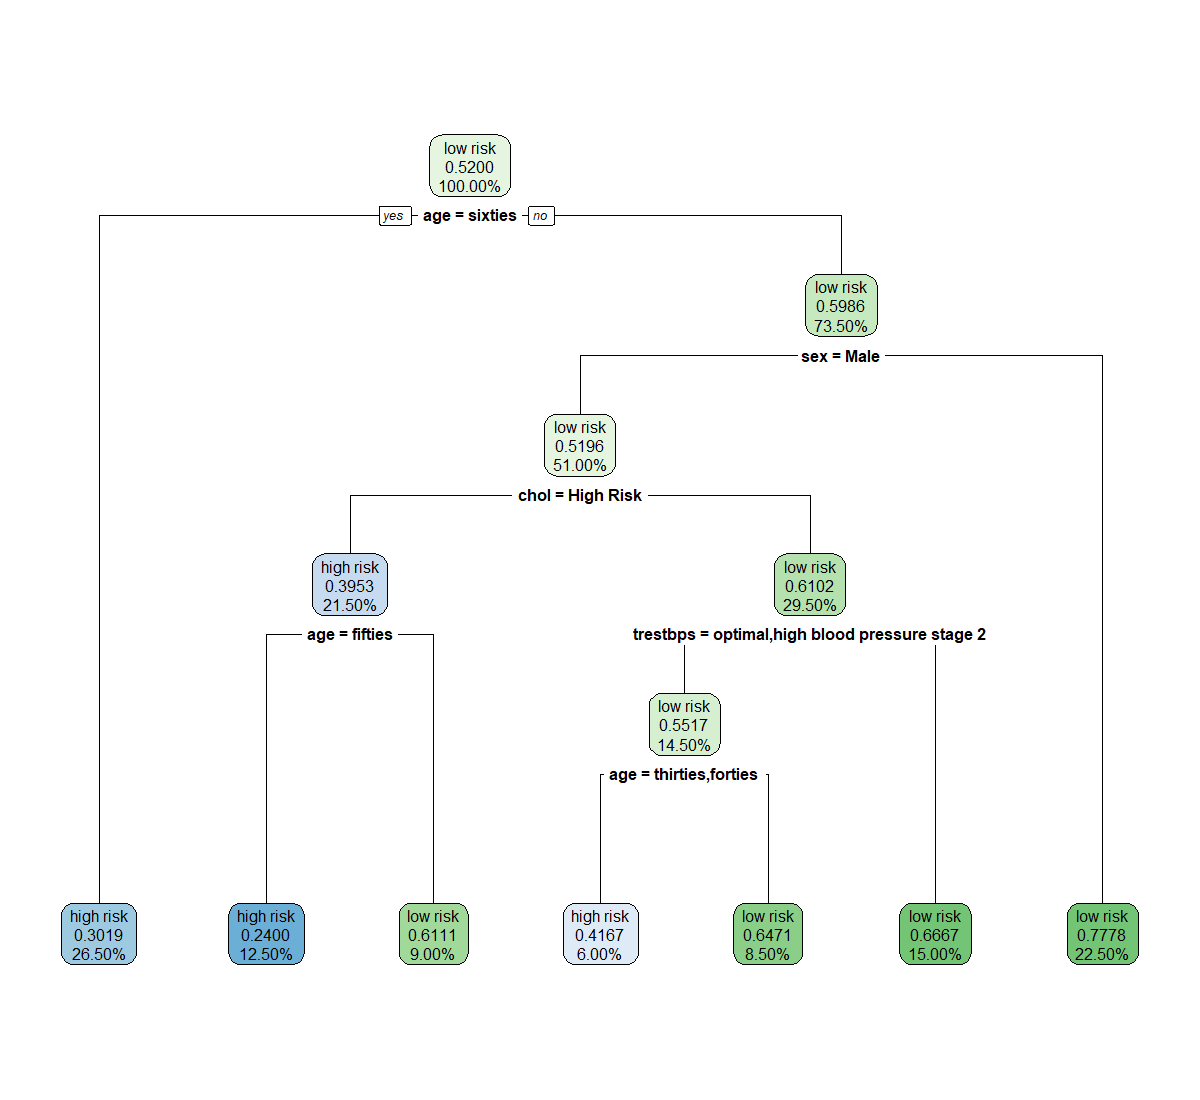 low risk
0.5200
100.00%
yes age = sixties no
low risk
0.5986
73.50%
sex = Male
low risk
0.5196
51.00%
chol = High Risk
high risk
0.3953
21.50%
low risk
0.6102
29.50%
age = fifties
trestbps = optimal,high blood pressure stage 2
low risk
0.5517
14.50%
age = thirties,forties
high risk
0.3019
26.50%
high risk
0.2400
12.50%
low risk
0.6111
9.00%
high risk
0.4167
6.00%
low risk
0.6471
8.50%
low risk
0.6667
15.00%
low risk
0.7778
22.50%